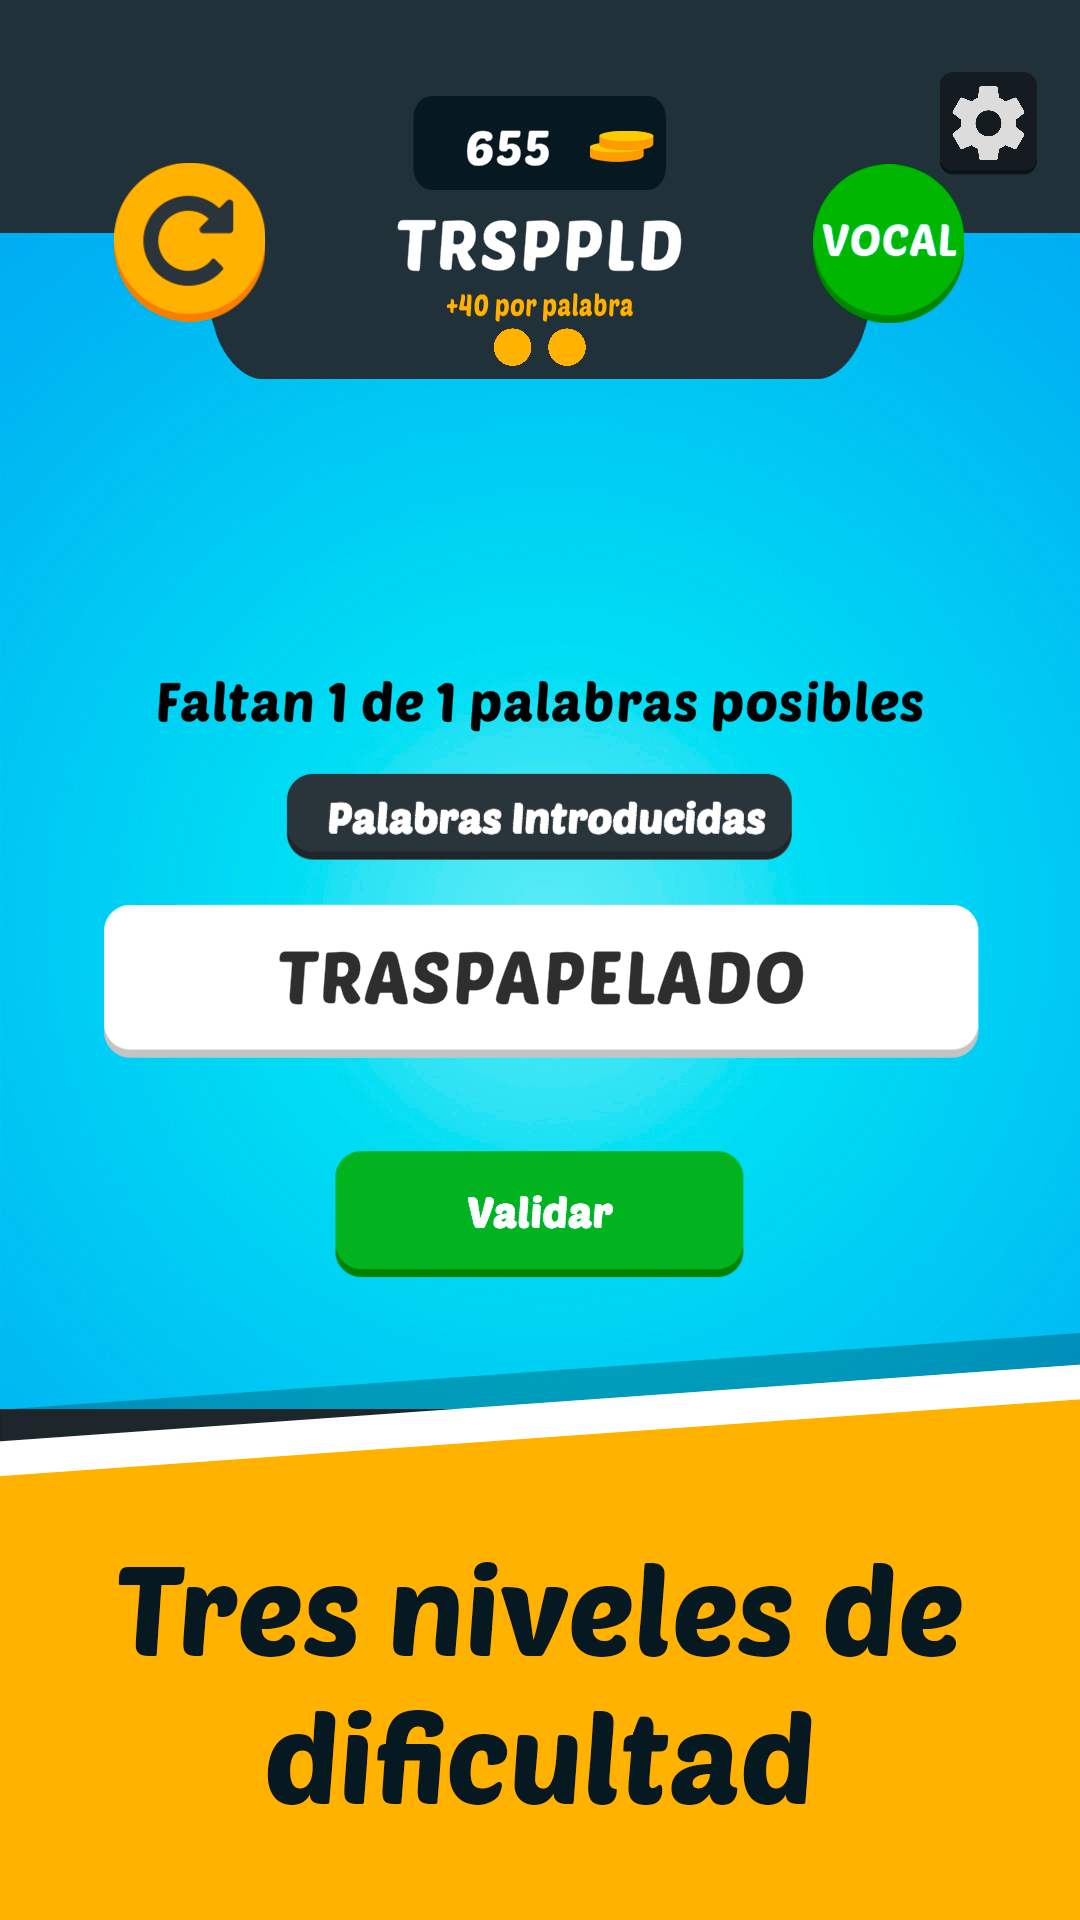 655
TRSPPLD
VOCAL
+40 por palabra
Faltan 1 de 1 palabras posibles
Palabras Introducidas
TRASPAPELADO
Validar
Tres niveles de
dificultad